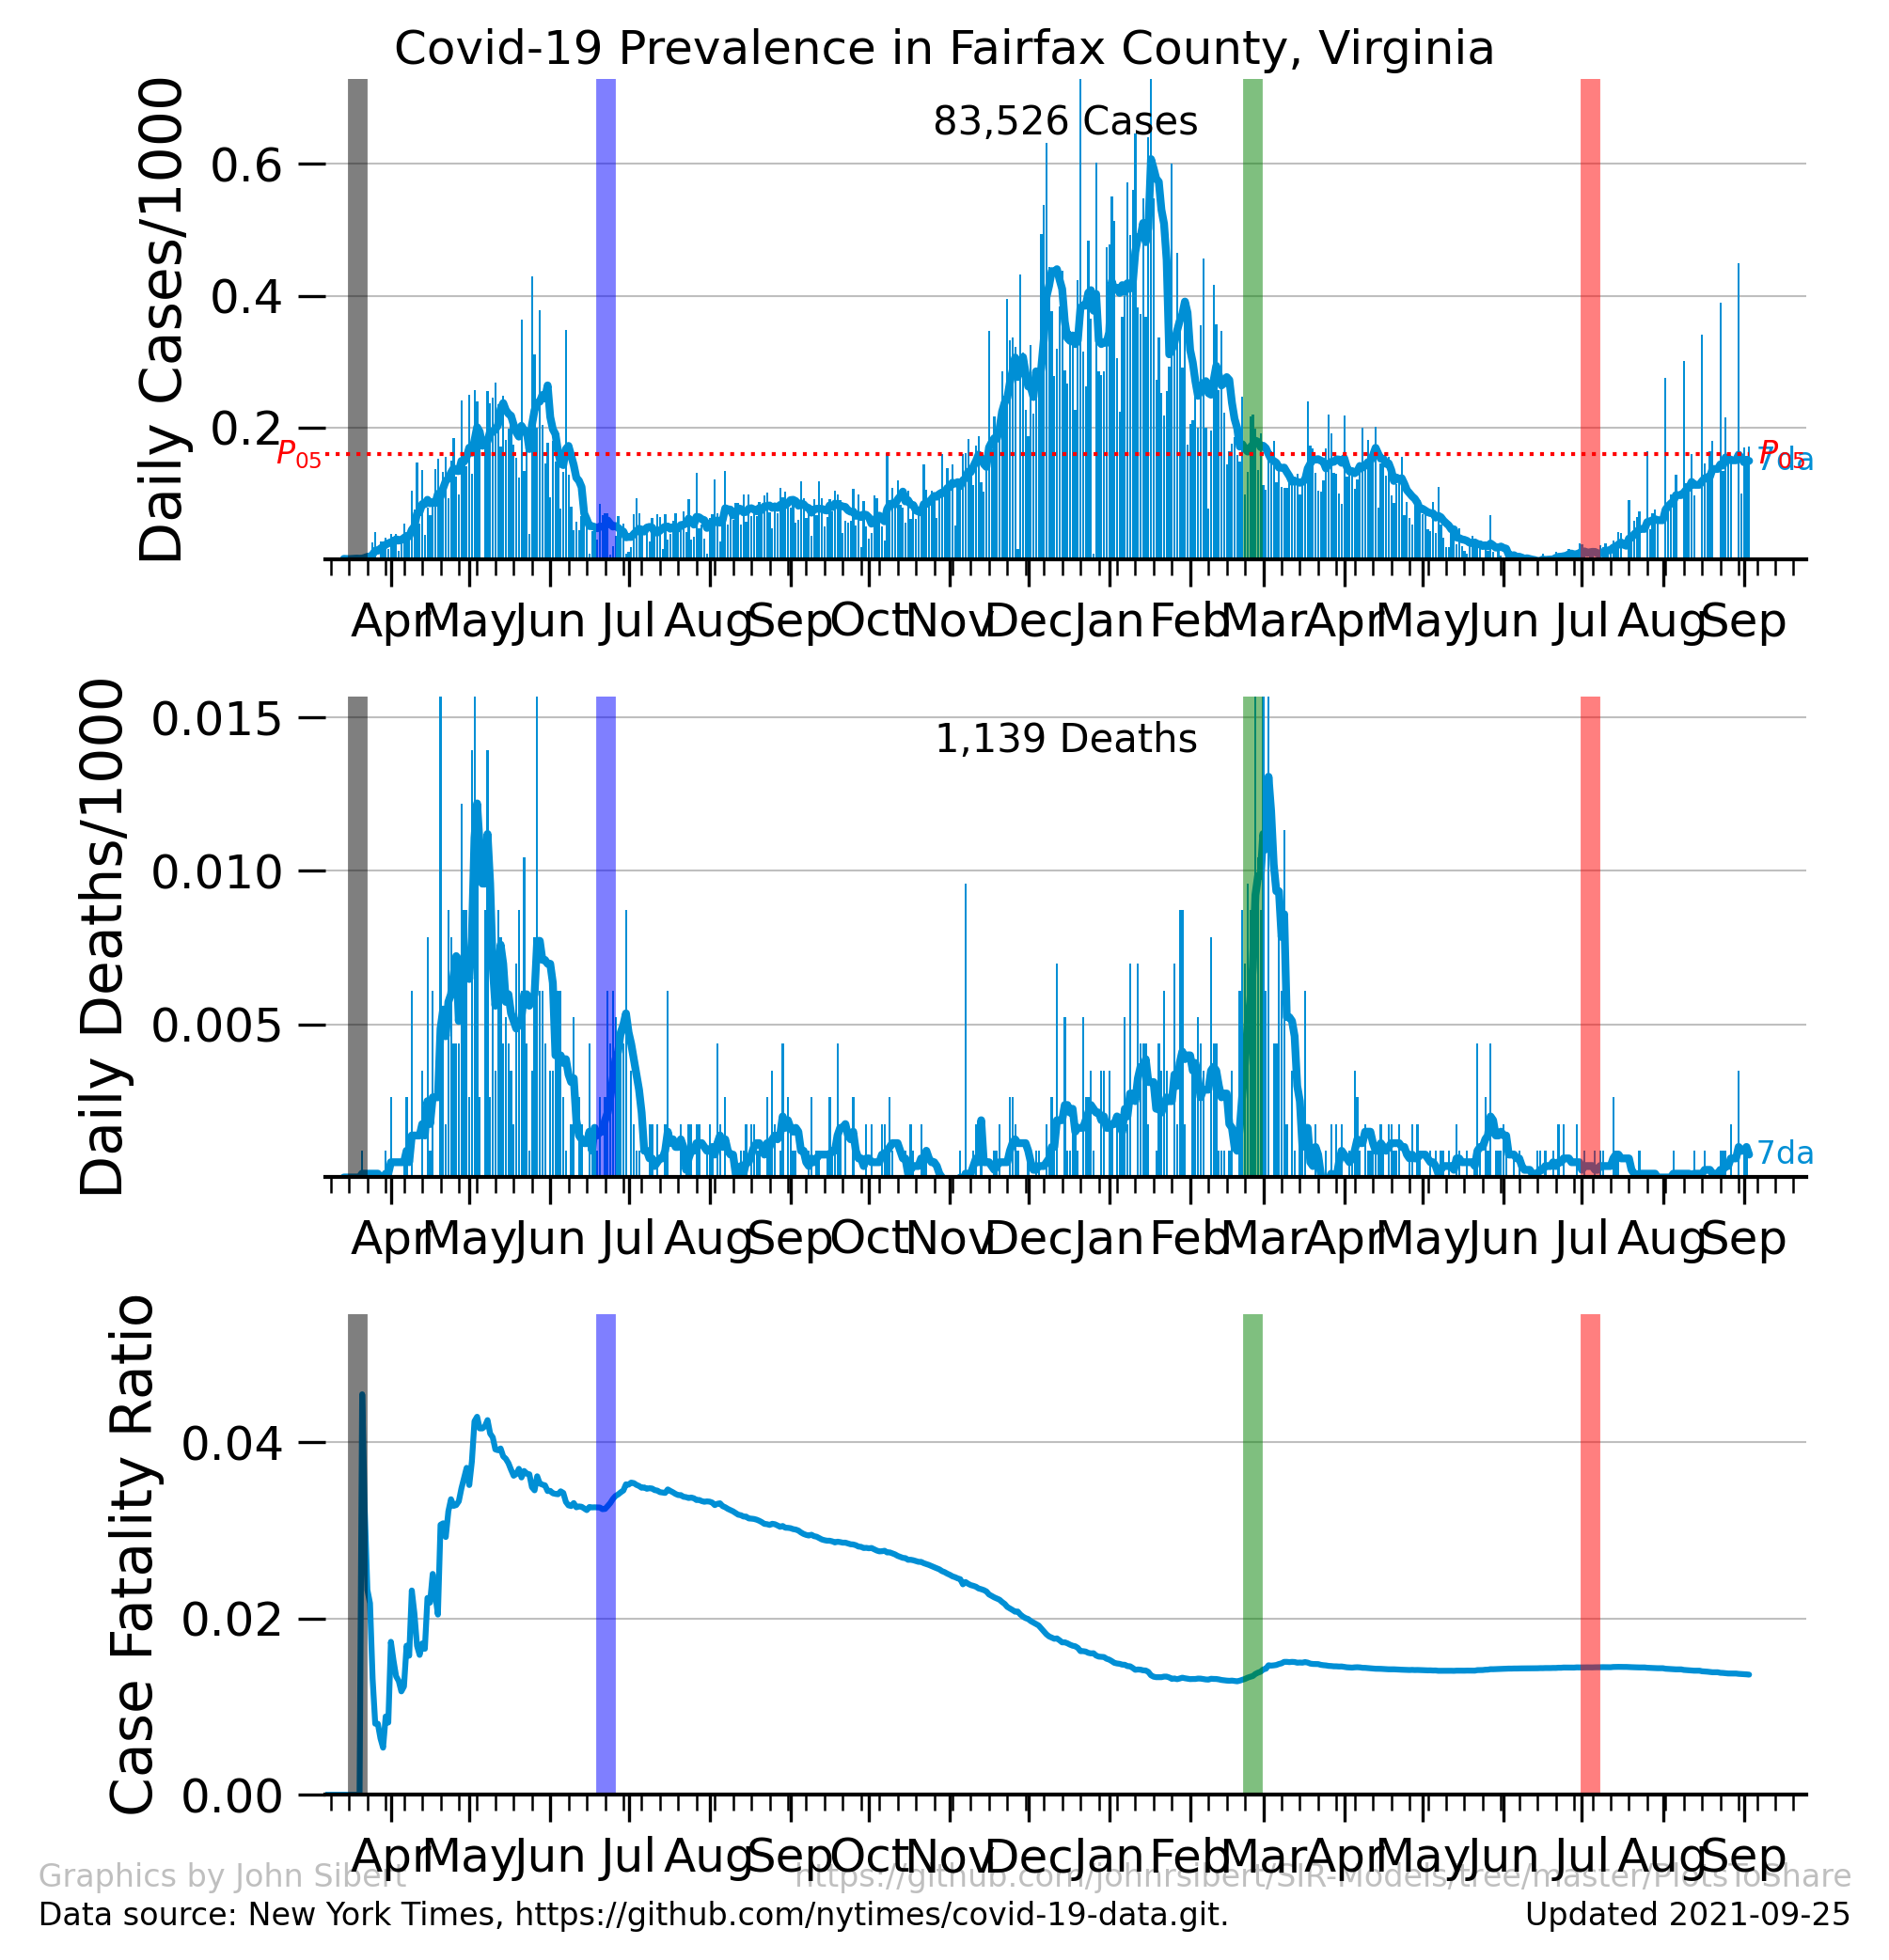 Covid-19 Prevalence in Fairfax County, Virginia
Daily Cases/1000
83,526 Cases
0.6
0.4
0.2
P05
P05
7da
Apr May Jun Jul Aug Sep Oct Nov Dec Jan Feb Mar Apr May Jun Jul Aug Sep
Daily Deaths/1000
1,139 Deaths
0.015
0.010
0.005
7da
Apr May Jun Jul Aug Sep Oct Nov Dec Jan Feb Mar Apr May Jun Jul Aug Sep
Case Fatality Ratio
0.04
0.02
0.00
Apr May Jun Jul Aug Sep Oct Nov Dec Jan Feb Mar Apr May Jun Jul Aug Sep
Graphics by John Sibert
https://github.com/johnrsibert/SIR-Models/tree/master/PlotsToShare
Data source: New York Times, https://github.com/nytimes/covid-19-data.git.
Updated 2021-09-25